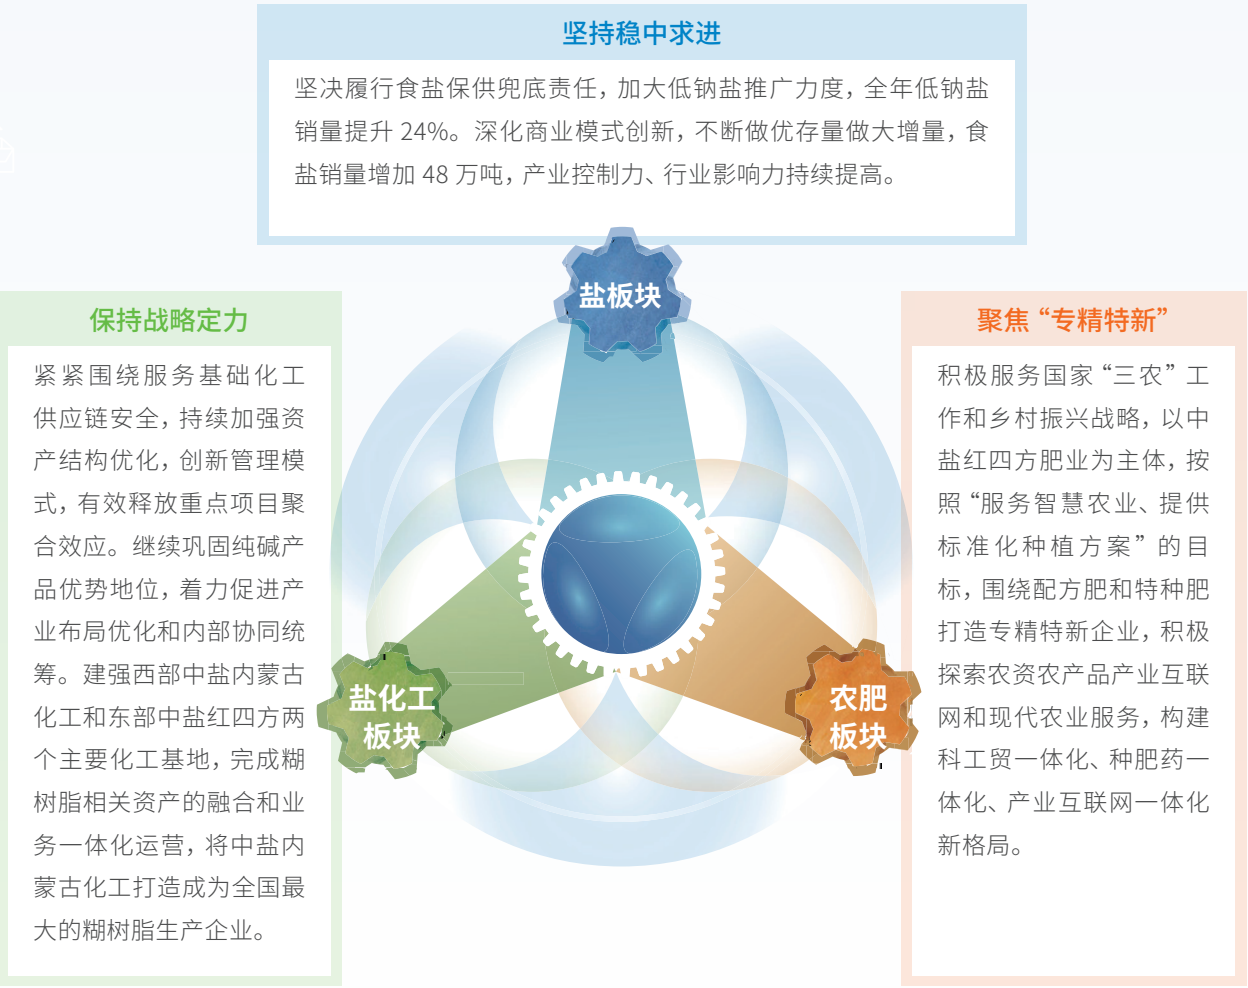 坚持稳中求进
坚决履行食盐保供兜底责任，加大低钠盐推广力度，全年低钠盐
销量提升 24%。深化商业模式创新，不断做优存量做大增量，食
盐销量增加 48 万吨，产业控制力、行业影响力持续提高。
盐板块
保持战略定力
紧紧围绕服务基础化工
供应链安全，持续加强资
产结构优化，创新管理模
式，有效释放重点项目聚
合效应。继续巩固纯碱产
品优势地位，着力促进产
业布局优化和内部协同统
筹。建强西部中盐内蒙古
化工和东部中盐红四方两
个主要化工基地，完成糊
树脂相关资产的融合和业
务一体化运营，将中盐内
蒙古化工打造成为全国最
大的糊树脂生产企业。
盐化工
板块
聚焦“专精特新”
积极服务国家“三农”工
作和乡村振兴战略，以中
盐红四方肥业为主体，按
照“服务智慧农业、提供
标准化种植方案”的目
标，围绕配方肥和特种肥
打造专精特新企业，积极
探索农资农产品产业互联
网和现代农业服务，构建
科工贸一体化、种肥药一
体化、产业互联网一体化
新格局。
农肥
板块